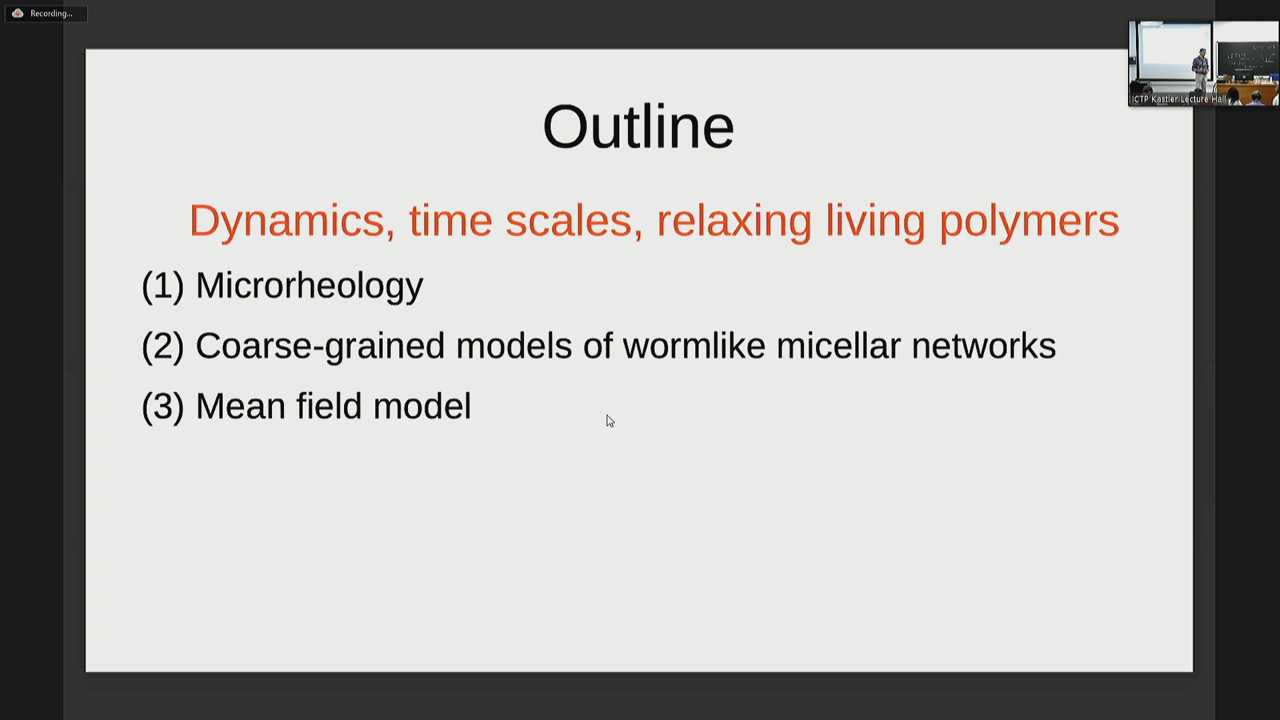 Recording...
ICTP Kastler Lecture Hall
Outline
Dynamics, time scales, relaxing living polymers
(1) Microrheology
(2) Coarse-grained models of wormlike micellar networks
(3) Mean field model